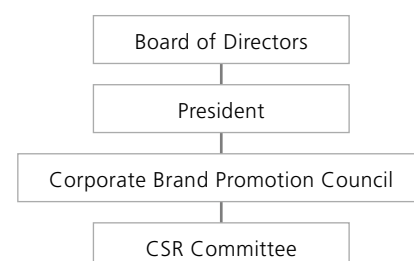 Board of Directors
President
Corporate Brand Promotion Council
CSR Committee